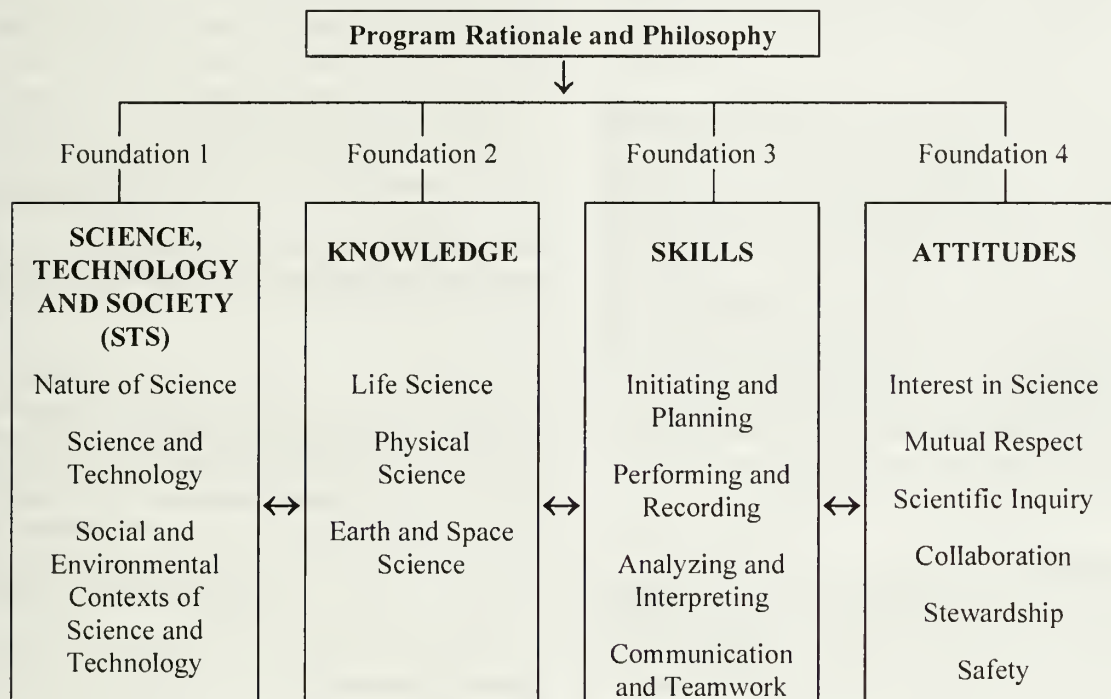 Program Rationale and Philosophy
Foundation 1
Foundation 2
Foundation 3
Foundation 4
SCIENCE,
TECHNOLOGY
AND SOCIETY
(STS)
Nature of Science
Science and
Technology
Social and
Environmental
Contexts of
Science and
Technology
KNOWLEDGE
Life Science
Physical
Science
Earth and Space
Science
SKILLS
Initiating and
Planning
Performing and
Recording
Analyzing and
Interpreting
Communication
and Teamwork
ATTITUDES
Interest in Science
Mutual Respect
Scientific Inquiry
Collaboration
Stewardship
Safety